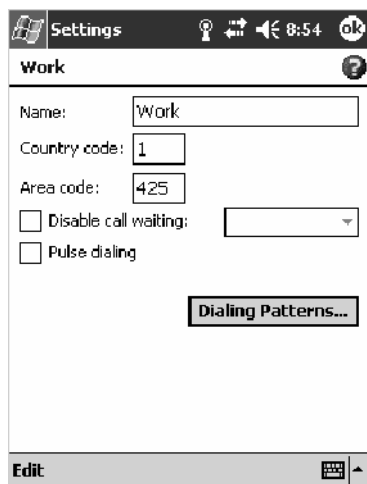 Settings 8:54 ok
Work ?
Name: Work
Country code: 1
Area code: 425
Disable call waiting:
Pulse dialing
Dialing Patterns...
Edit